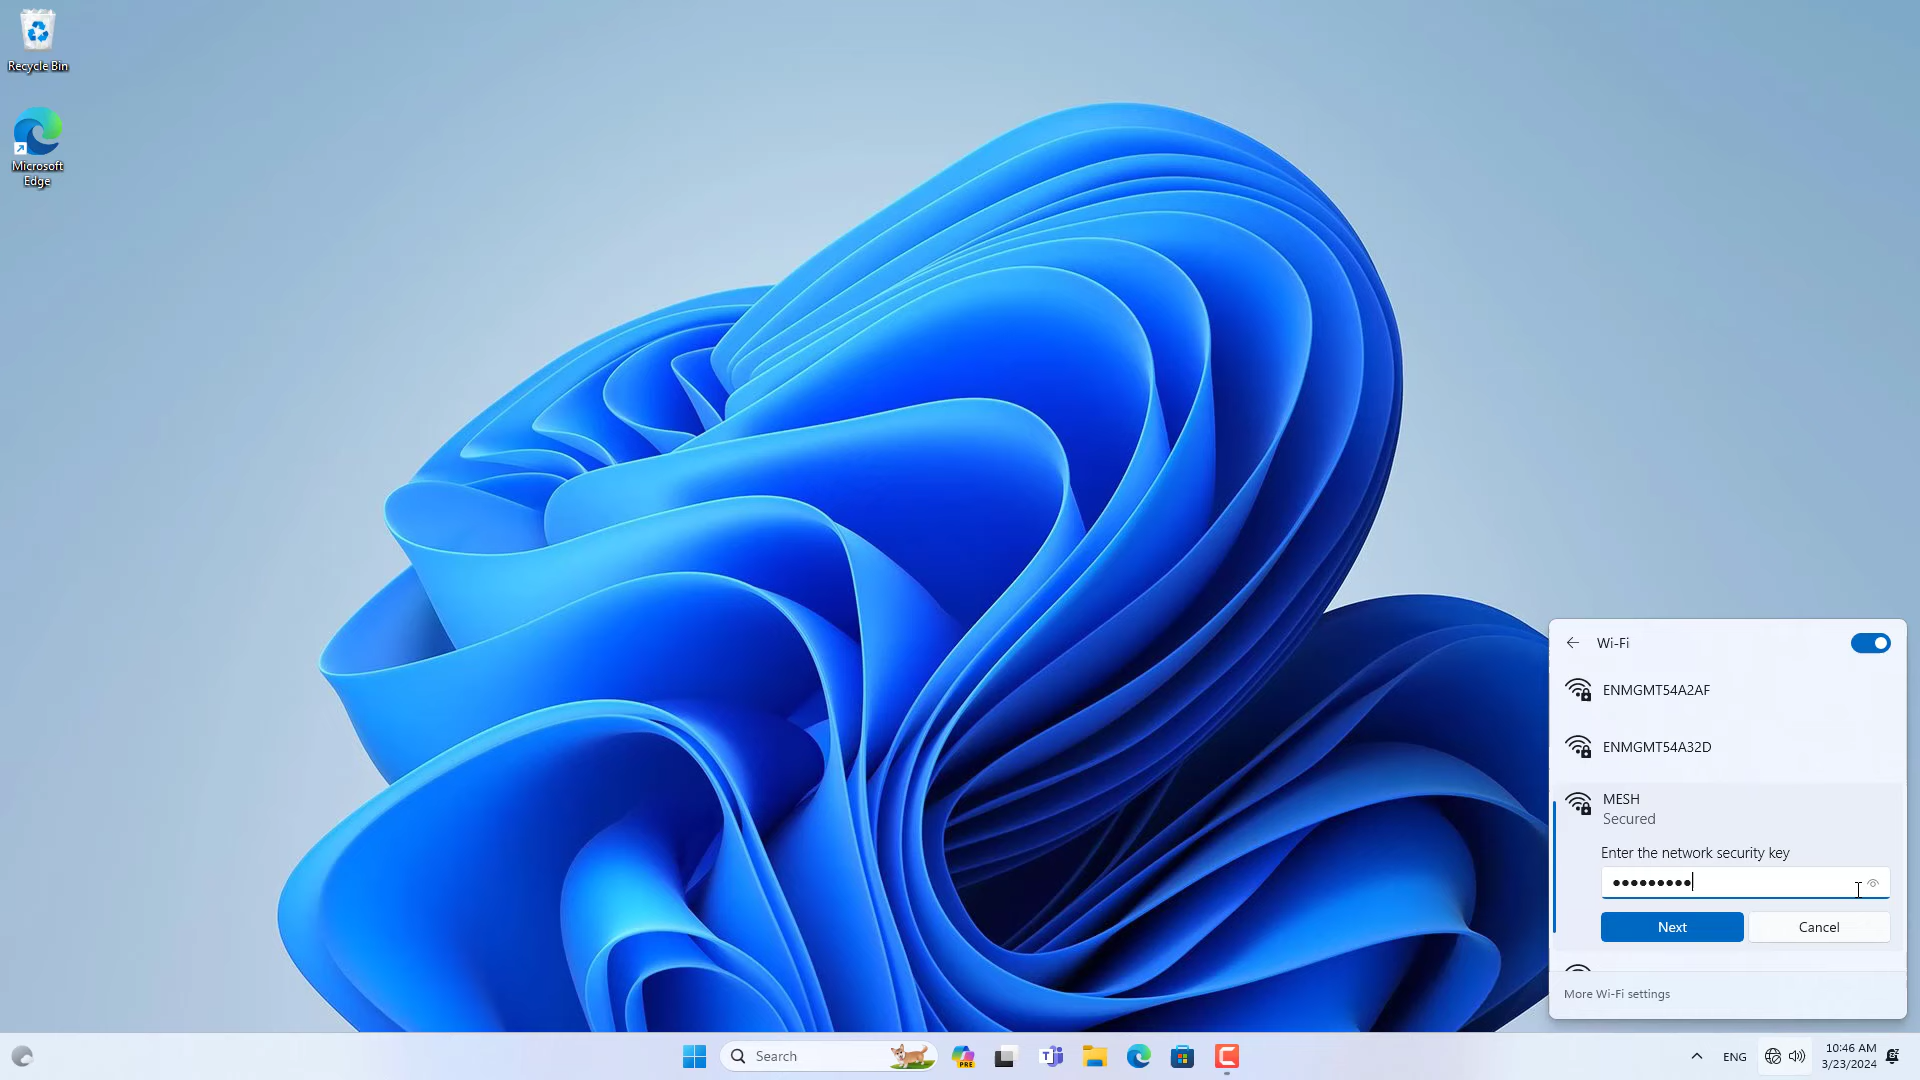 Recycle Bin
Microsoft
Edge
Wi-Fi
ENMGMT54A2AF
ENMGMT54A32D
MESH
Secured
Enter the network security key
●●●●●●●●●
Next
Cancel
More Wi-Fi settings
Search
PRE
T
C
ENG
10:46 AM
3/23/2024